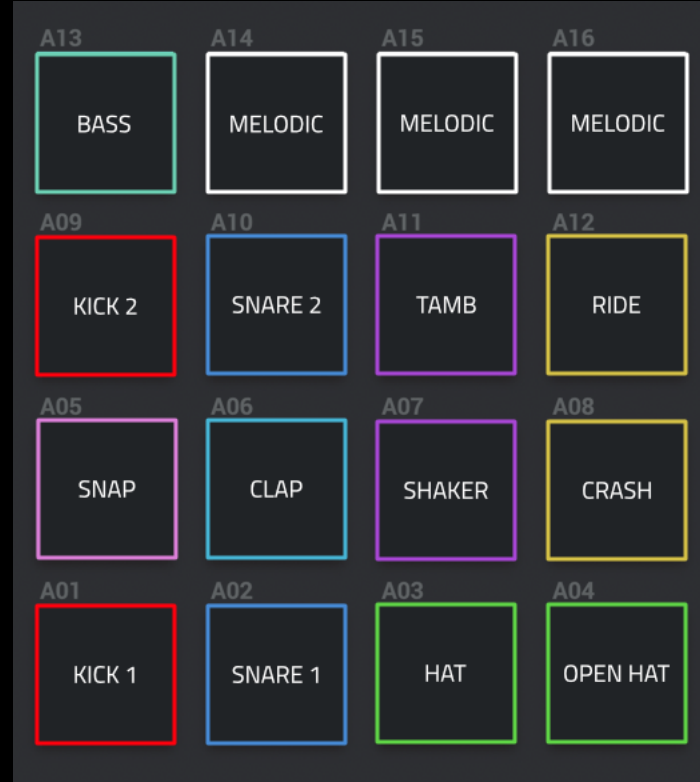 A13 A14 A15 A16
BASS MELODIC MELODIC MELODIC
A09 A10 A11 A12
KICK 2 SNARE 2 TAMB RIDE
A05 A06 A07 A08
SNAP CLAP SHAKER CRASH
A01 A02 A03 A04
KICK 1 SNARE 1 HAT OPEN HAT